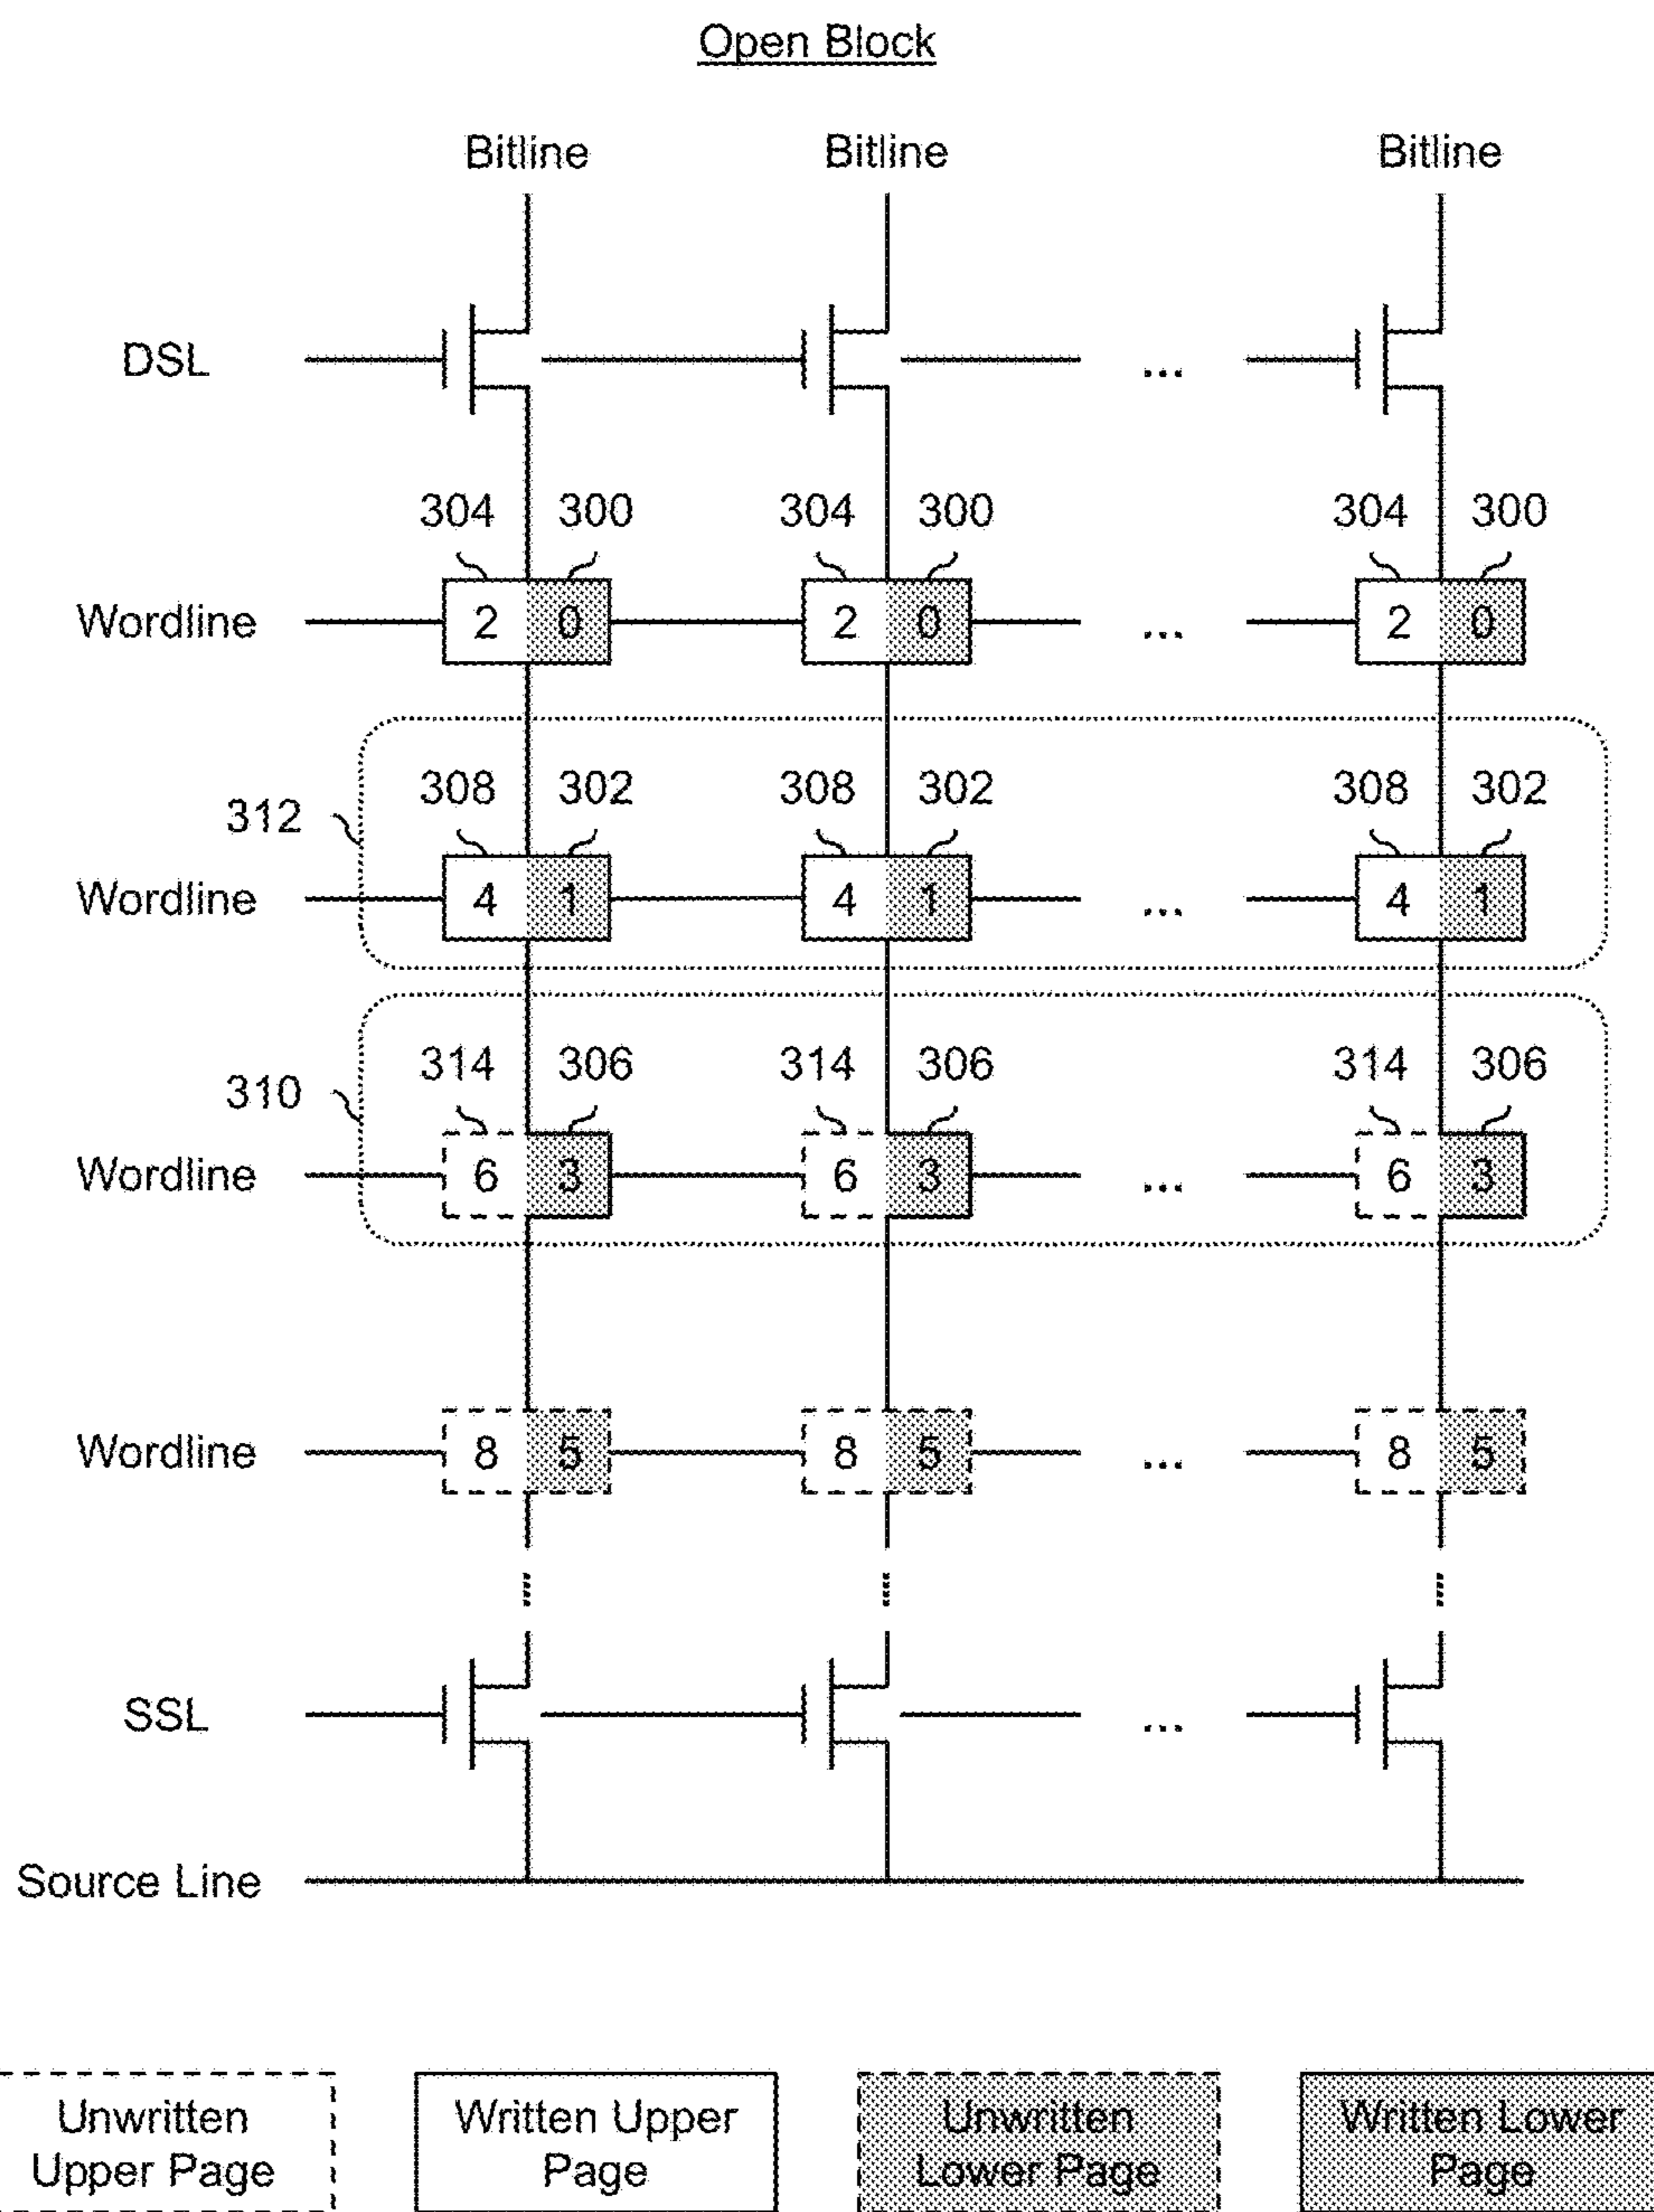 Open Block
Bitline Bitline Bitline
DSL ...
304 300 304 300 304 300
Wordline 2 0 2 0 ... 2 0
308 302 308 302 308 302
312
Wordline 4 1 4 1 ... 4 1
314 306 314 306 314 306
310
Wordline 6 3 6 3 ... 6 3
Wordline 8 5 8 5 ... 8 5
SSL ...
Source Line
Unwritten Written Upper Unwritten Written Lower
Upper Page Page Lower Page Page